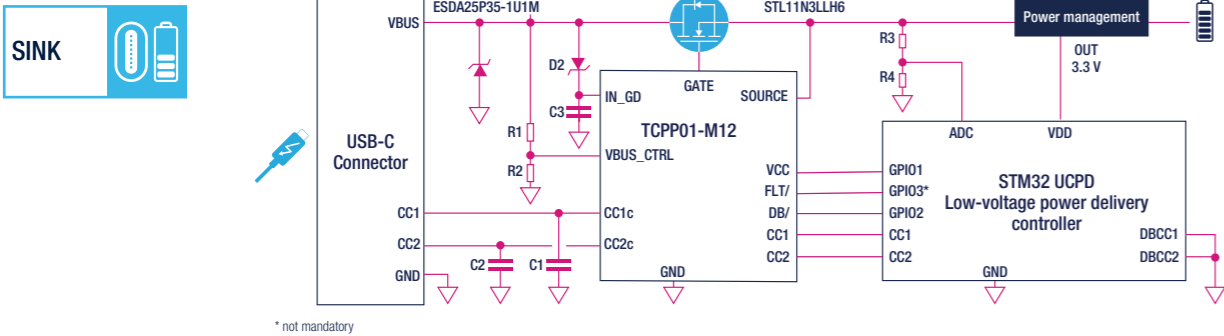 SINK
ESDA25P35-1U1M
STL11N3LLH6
VBUS
Power management
R3
OUT
3.3 V
D2
R4
GATE
IN_GD
SOURCE
C3
TCPP01-M12
ADC
VDD
R1
USB-C
Connector
VBUS_CTRL
R2
VCC
GPIO1
STM32 UCPD
FLT/
GPIO3*
Low-voltage power delivery
controller
CC1
CC1c
DB/
GPIO2
CC1
CC1
DBCC1
CC2
CC2c
CC2
CC2
DBCC2
C2
C1
GND
GND
GND
* not mandatory